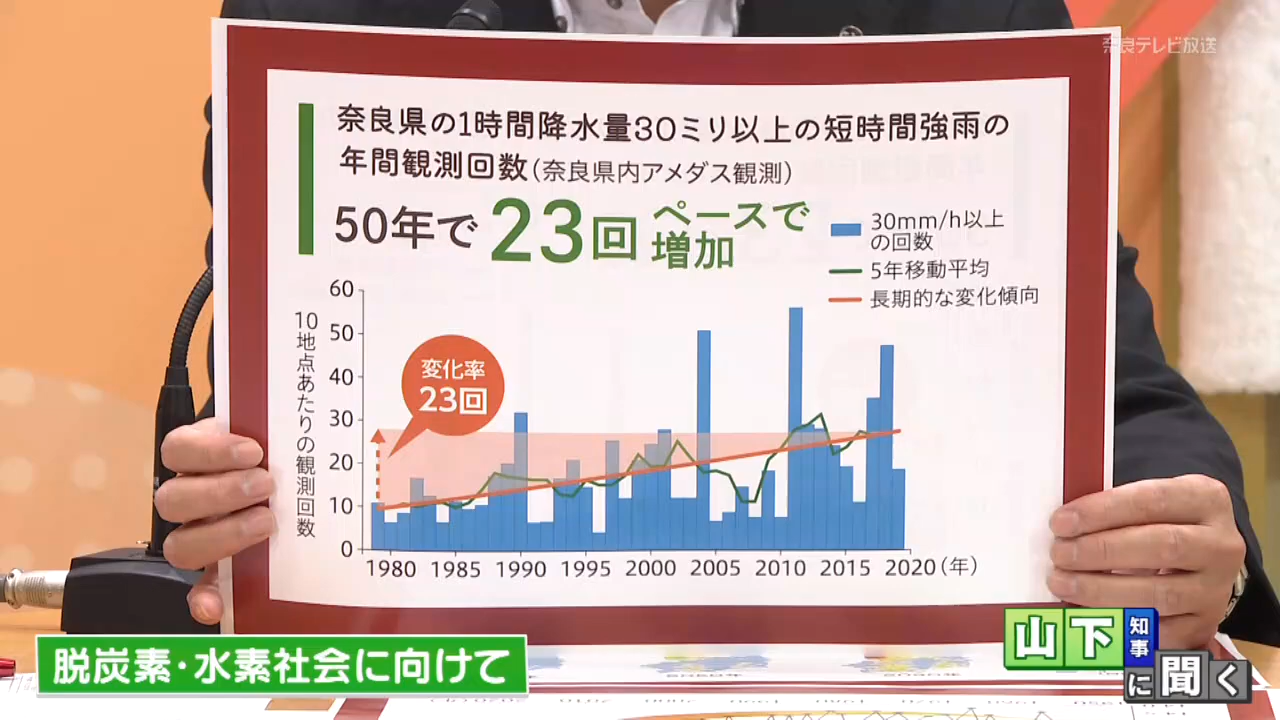 奈良テレビ放送
奈良県の1時間降水量30ミリ以上の短時間強雨の
年間観測回数(奈良県内アメダス観測)
50年で23回ペースで
増加
30mm/h以上
の回数
5年移動平均
長期的な変化傾向
10地点あたりの観測回数
60
50
40
30
20
10
0
変化率
23回
1980 1985 1990 1995 2000 2005 2010 2015 2020(年)
脱炭素・水素社会に向けて
山下知事に聞く